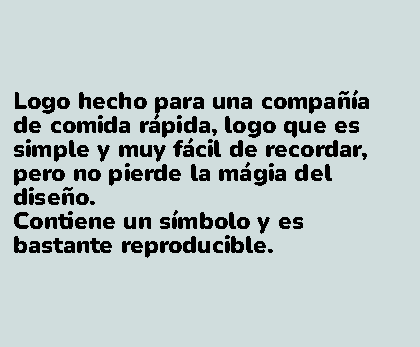 Logo hecho para una compañía
de comida rápida, logo que es
simple y muy fácil de recordar,
pero no pierde la mágia del
diseño.
Contiene un símbolo y es
bastante reproducible.